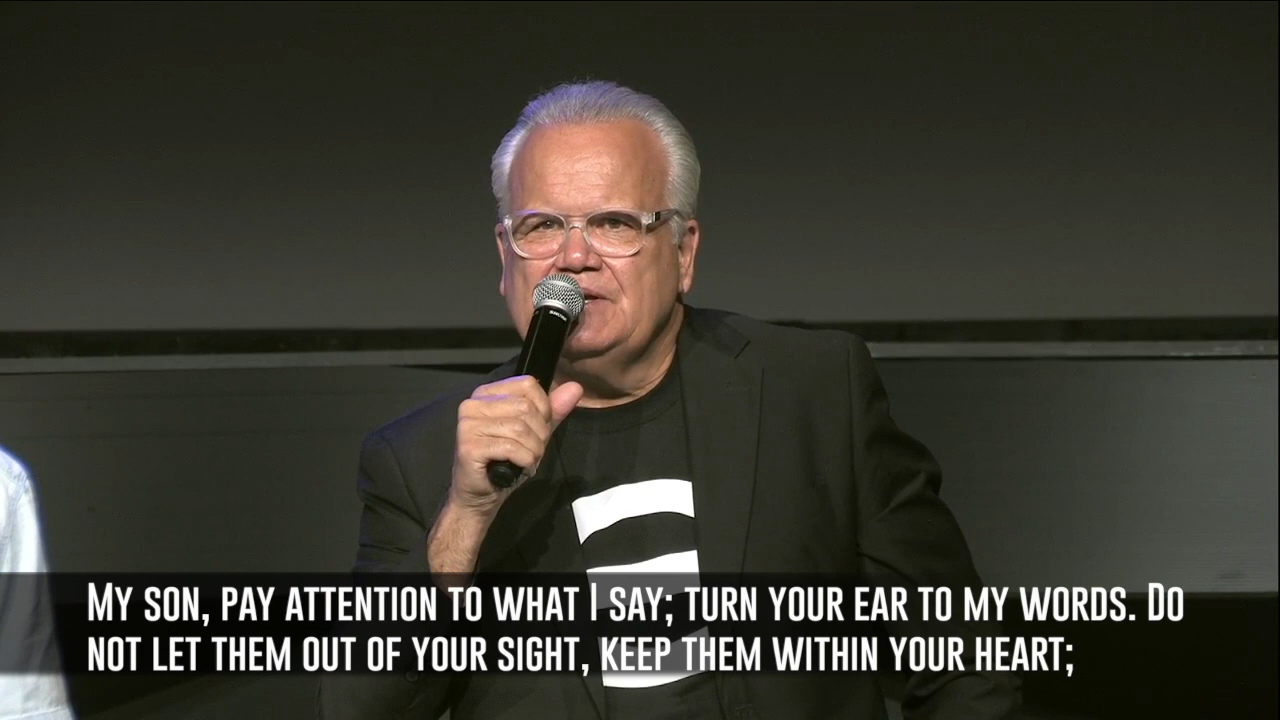 My son, pay attention to what I say; turn your ear to my words. Do
not let them out of your sight, keep them within your heart;